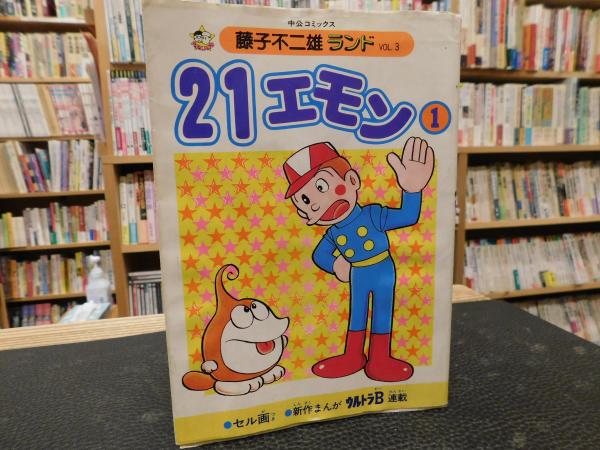 中公コミックス
藤子不二雄ランド VOL.3
21エモン 1
●セル画つき ●新作まんが ウルトラB 連載